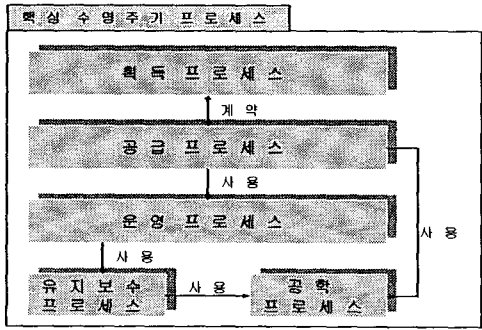 핵심 수명주기 프로세스
획득 프로세스
계약
공급 프로세스
사용
운영 프로세스
사용
사용
유지보수
프로세스
사용
공학
프로세스